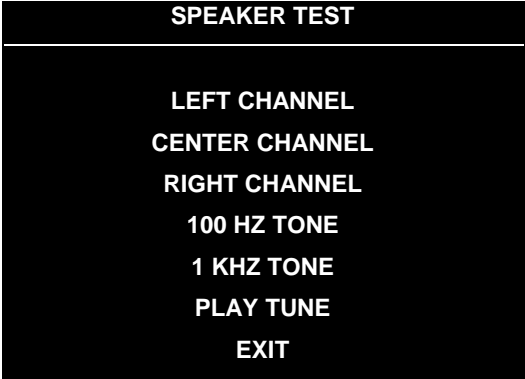 SPEAKER TEST
LEFT CHANNEL
CENTER CHANNEL
RIGHT CHANNEL
100 HZ TONE
1 KHZ TONE
PLAY TUNE
EXIT